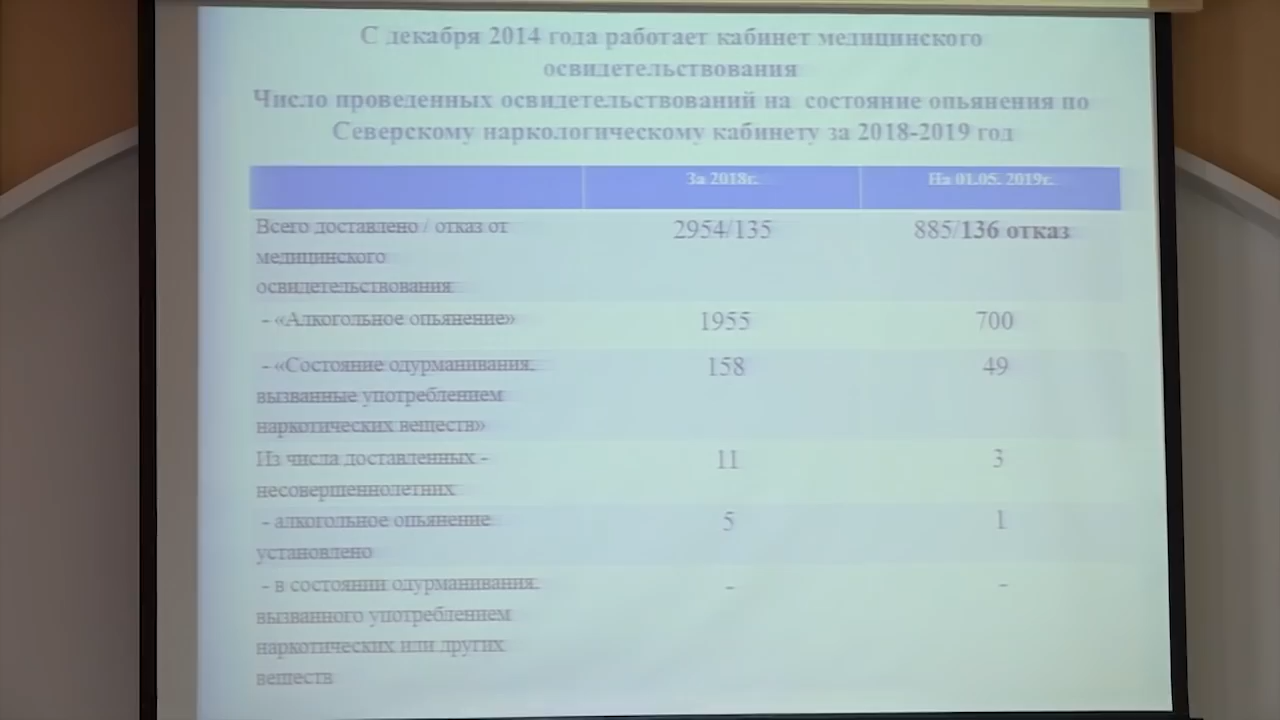 С декабря 2014 года работает кабинет медицинского
освидетельствования
Число проведенных освидетельствований на состояние опьянения по
Северскому наркологическому кабинету за 2018-2019 год
За 2018г.
На 01.05. 2019г.
Всего доставлено / отказ от
медицинского
освидетельствования
2954/135
885/136 отказ
- «Алкогольное опьянение»
1955
700
- «Состояние одурманивания,
вызванные употреблением
наркотических веществ»
158
49
Из числа доставленных -
несовершеннолетних
11
3
- алкогольное опьянение
установлено
5
1
- в состоянии одурманивания,
вызванного употреблением
наркотических или других
веществ
-
-